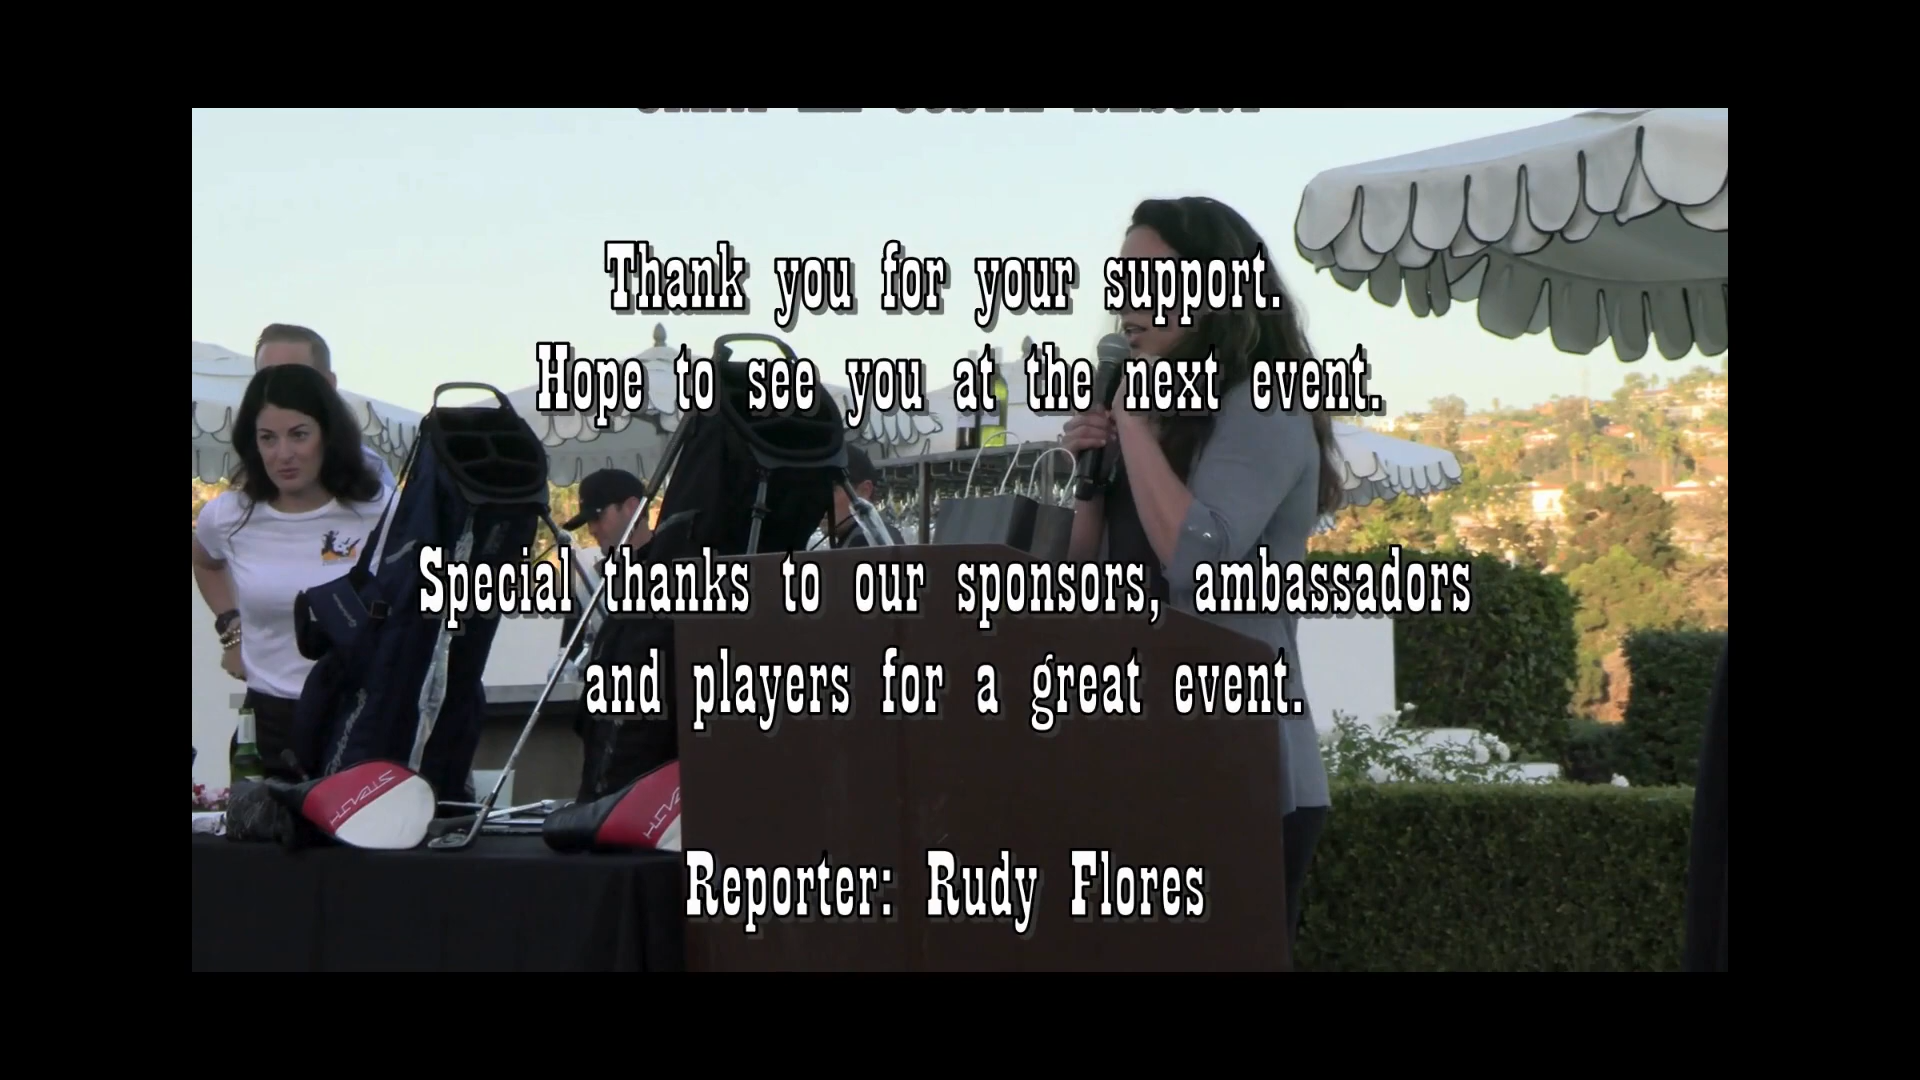 Thank you for your support.
Hope to see you at the next event.
Special thanks to our sponsors, ambassadors
and players for a great event.
Reporter: Rudy Flores
STEALTH